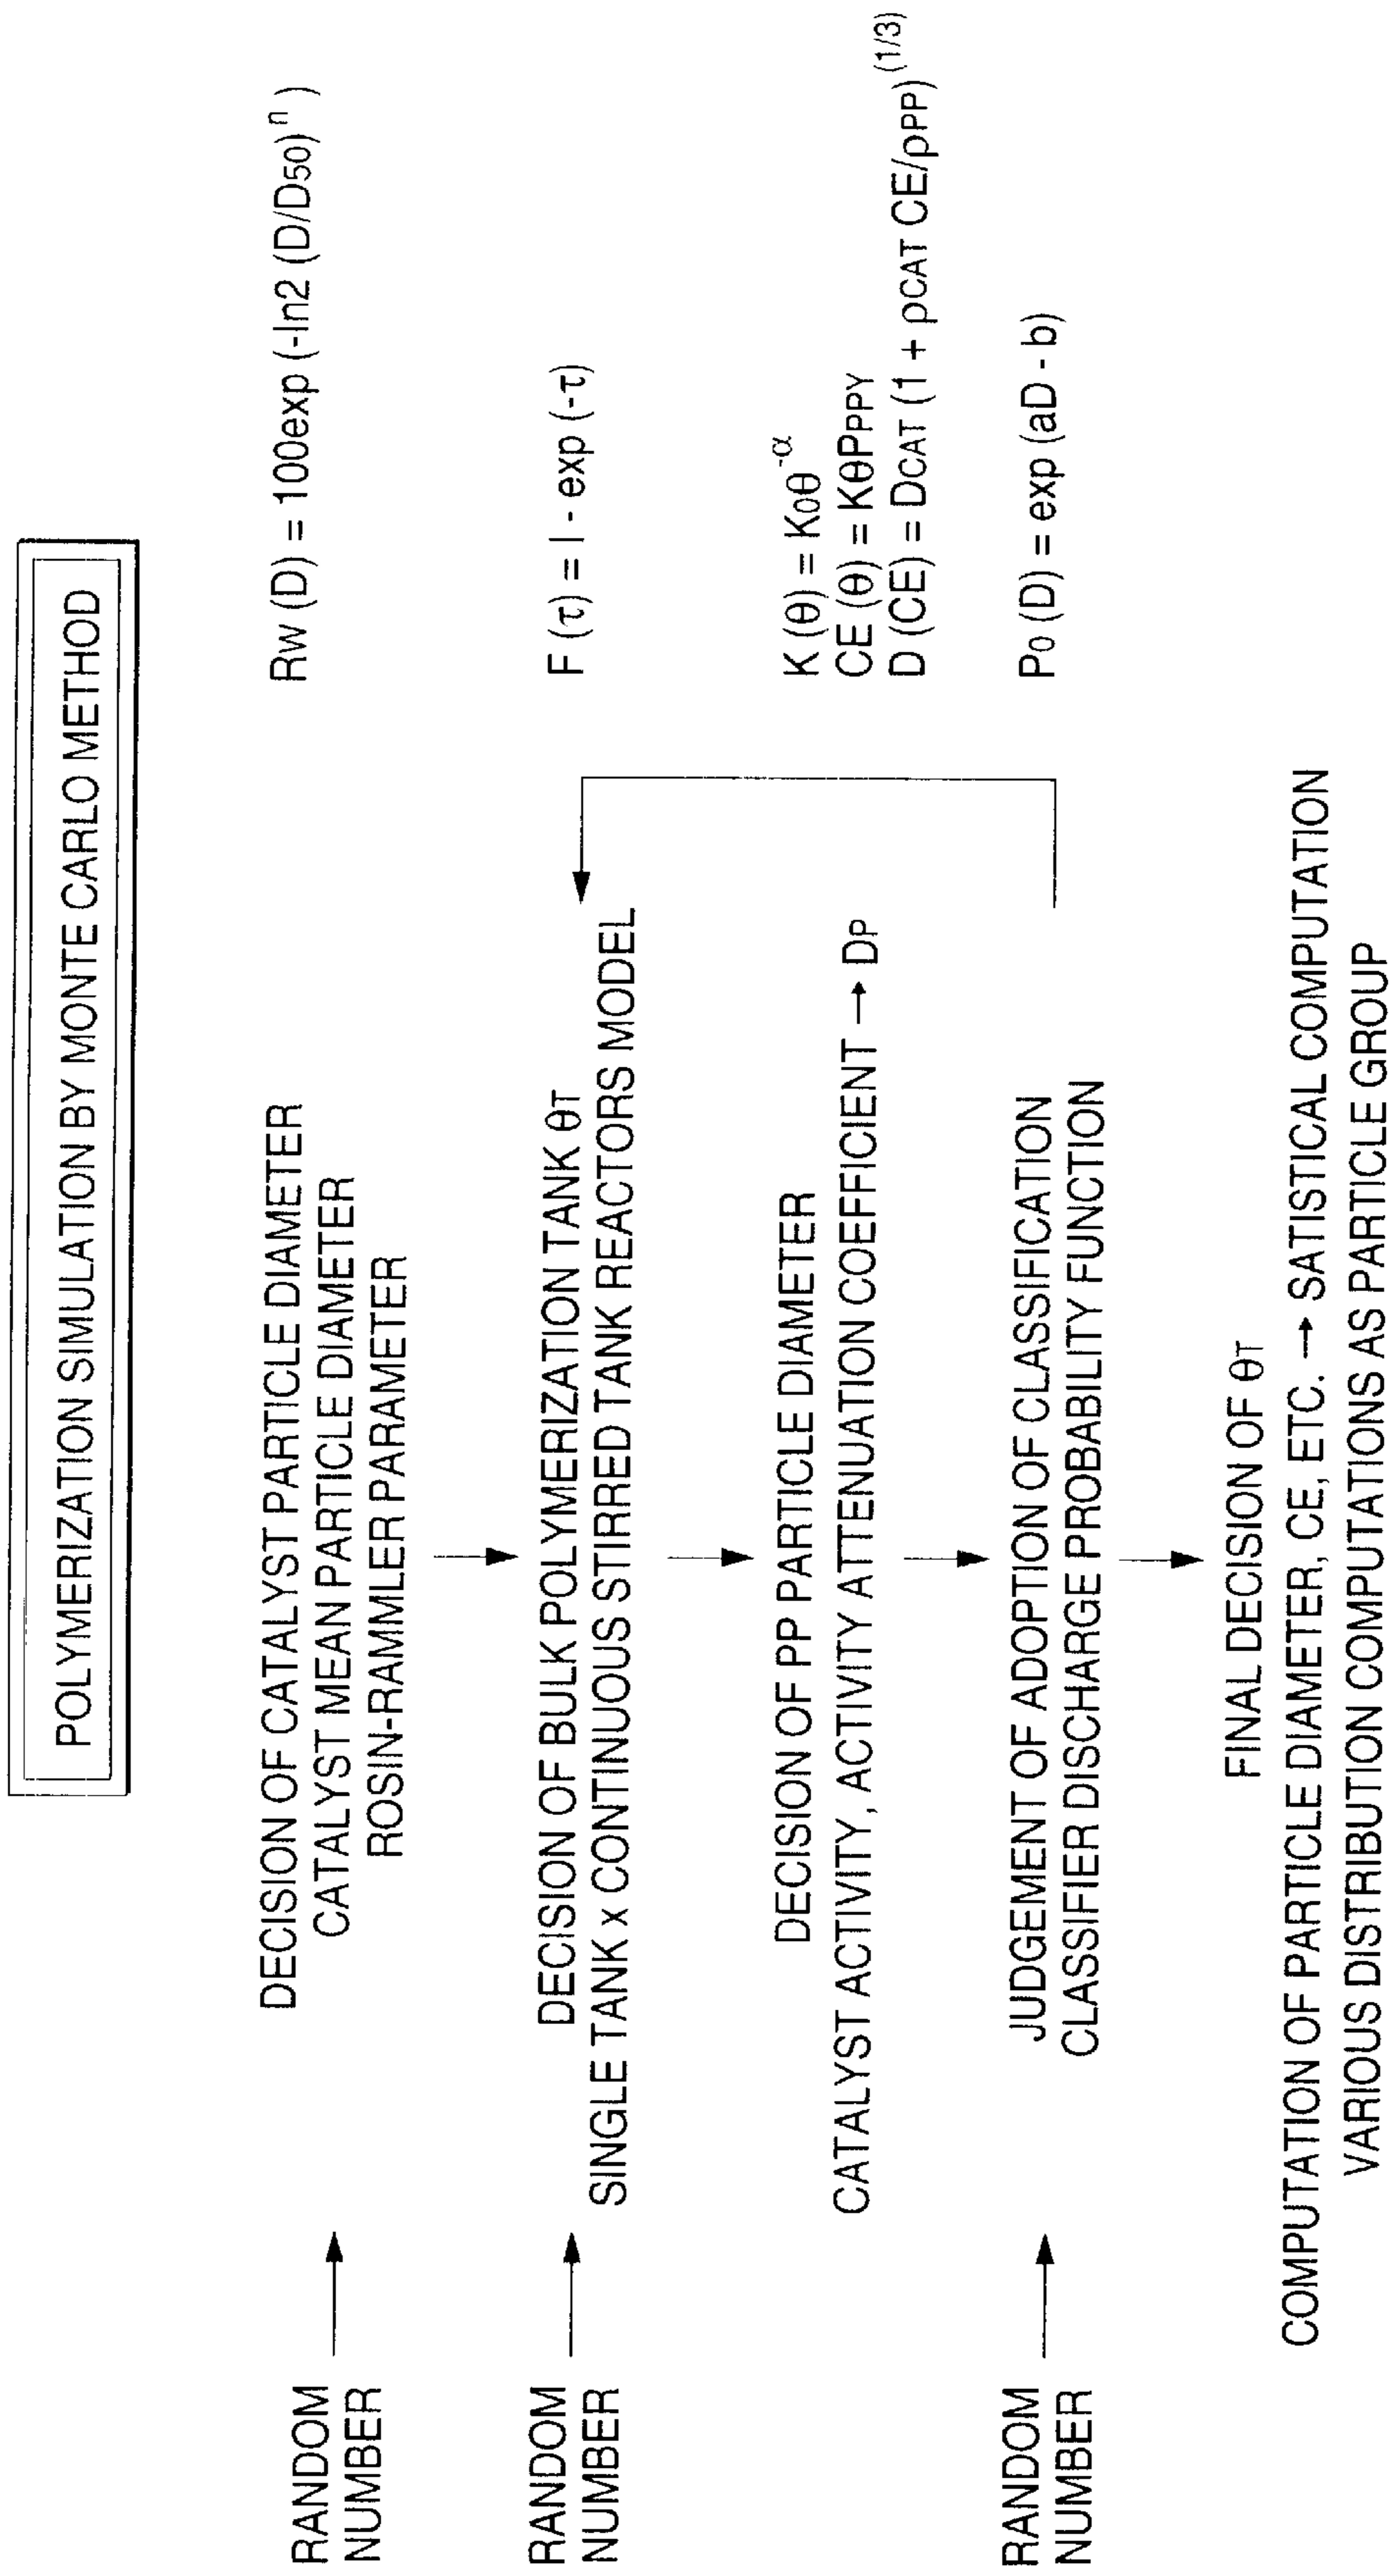 POLYMERIZATION SIMULATION BY MONTE CARLO METHOD
RANDOM
NUMBER
DECISION OF CATALYST PARTICLE DIAMETER
CATALYST MEAN PARTICLE DIAMETER
ROSIN-RAMMLER PARAMETER
RW (D) = 100exp (-ln2 (D/D50)^n )
RANDOM
NUMBER
DECISION OF BULK POLYMERIZATION TANK θT
SINGLE TANK x CONTINUOUS STIRRED TANK REACTORS MODEL
F (τ) = l - exp (-τ)
DECISION OF PP PARTICLE DIAMETER
CATALYST ACTIVITY, ACTIVITY ATTENUATION COEFFICIENT → DP
K (θ) = K0θ^-α
CE (θ) = KθPPPY
D (CE) = DCAT (1 + ρCAT CE/ρPP)^(1/3)
RANDOM
NUMBER
JUDGEMENT OF ADOPTION OF CLASSIFICATION
CLASSIFIER DISCHARGE PROBABILITY FUNCTION
P0 (D) = exp (aD - b)
FINAL DECISION OF θT
COMPUTATION OF PARTICLE DIAMETER, CE, ETC. → SATISTICAL COMPUTATION
VARIOUS DISTRIBUTION COMPUTATIONS AS PARTICLE GROUP